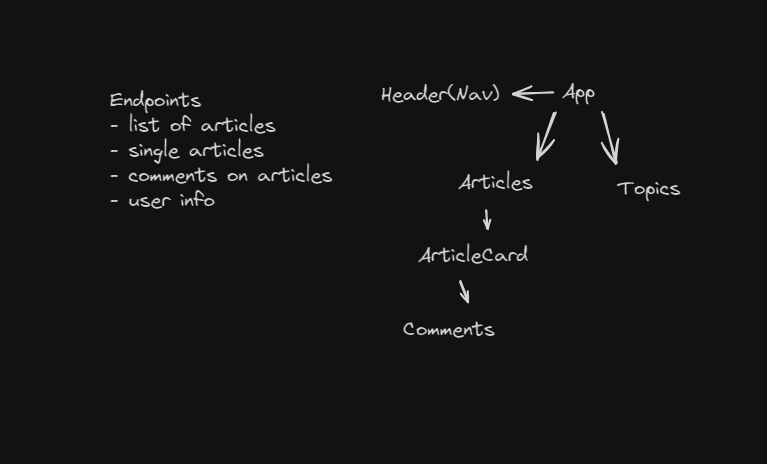 Endpoints
- list of articles
- single articles
- comments on articles
- user info
Header(Nav)
App
Articles
Topics
ArticleCard
Comments